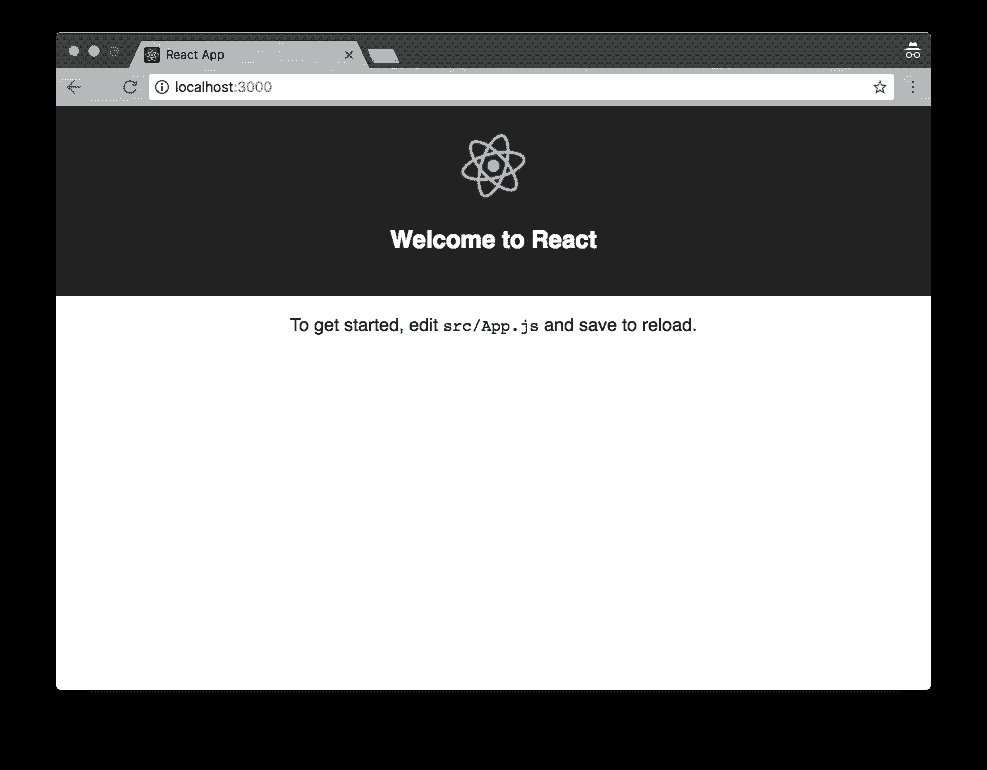 React App
localhost:3000
Welcome to React
To get started, edit src/App.js and save to reload.